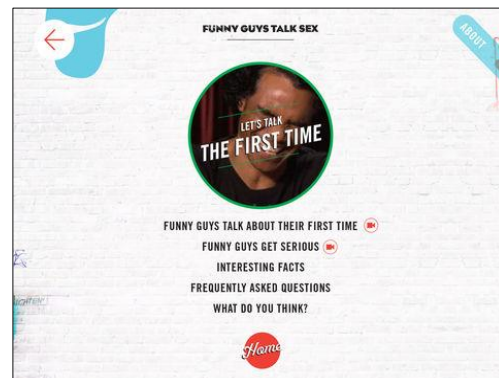 FUNNY GUYS TALK SEX
ABOUT
LET'S TALK
THE FIRST TIME
FUNNY GUYS TALK ABOUT THEIR FIRST TIME
FUNNY GUYS GET SERIOUS
INTERESTING FACTS
FREQUENTLY ASKED QUESTIONS
WHAT DO YOU THINK?
Home